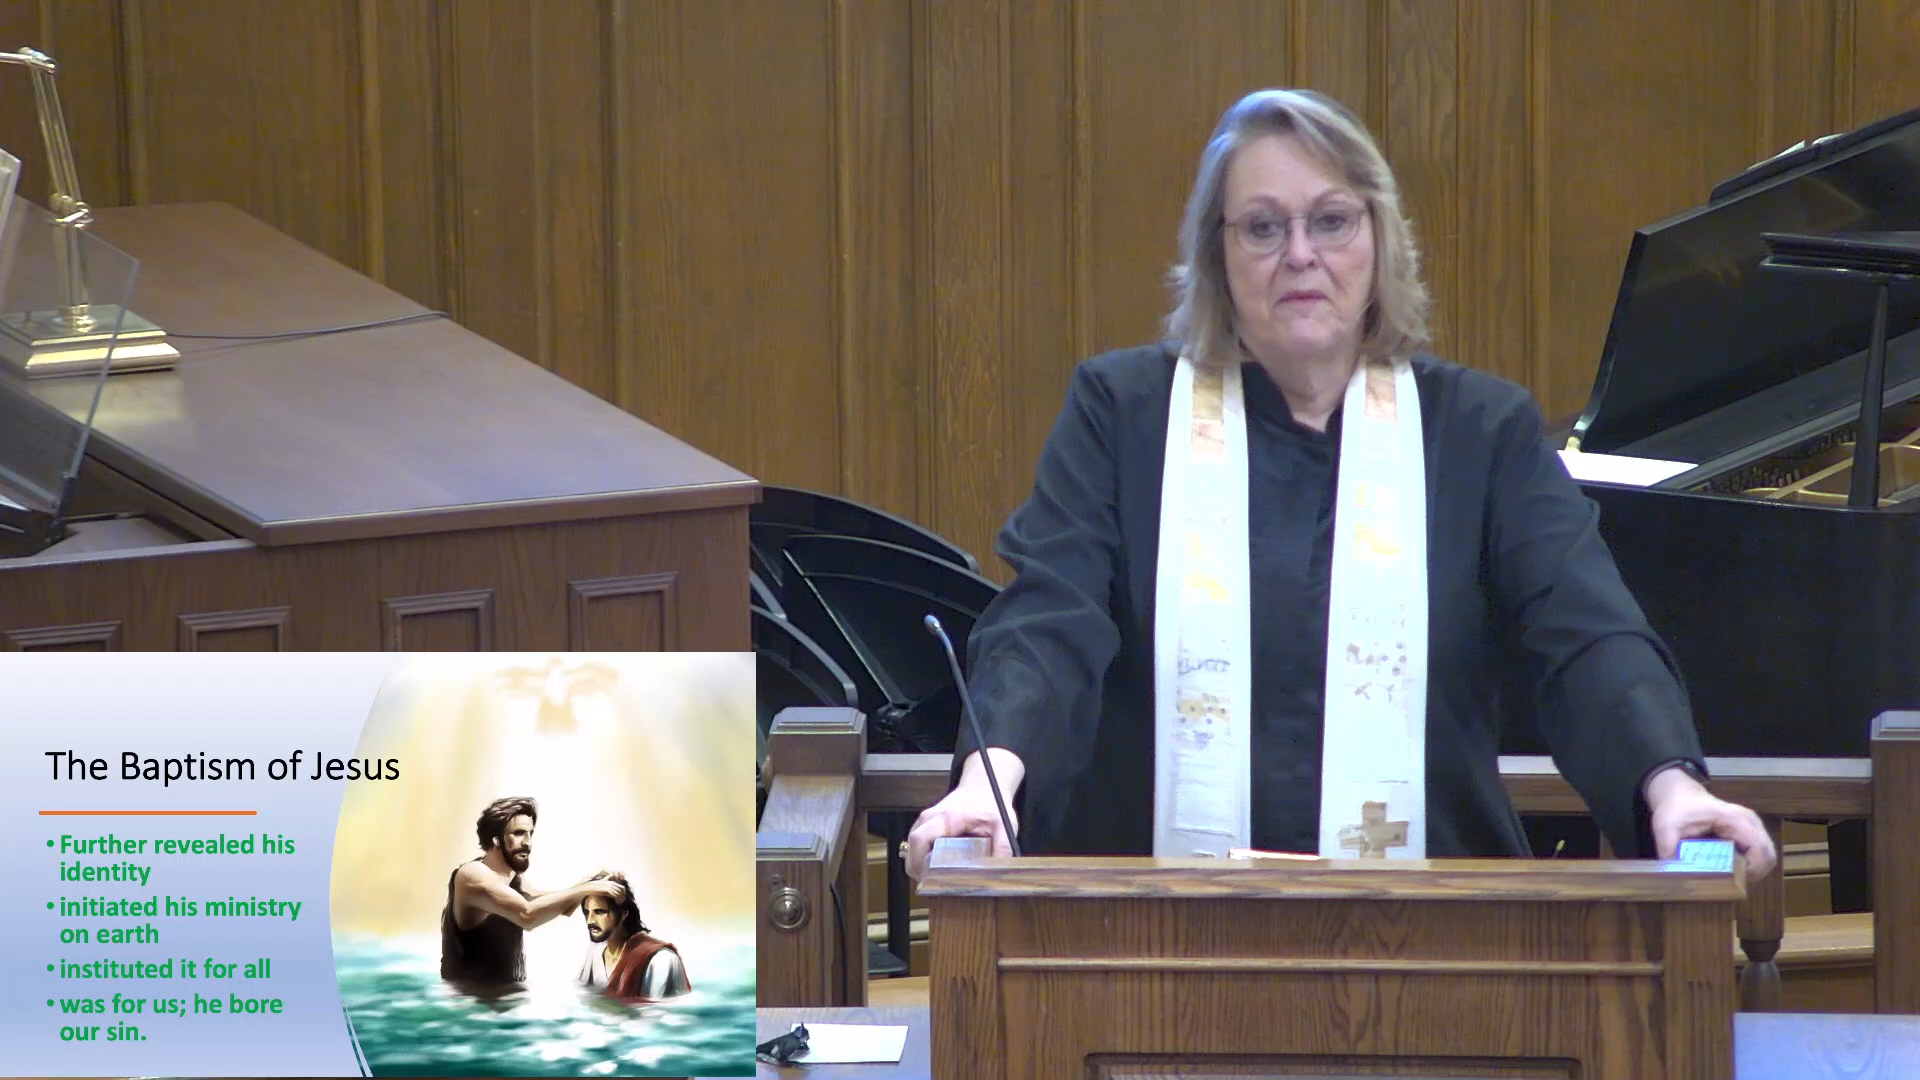 The Baptism of Jesus
• Further revealed his
identity
• initiated his ministry
on earth
• instituted it for all
• was for us; he bore
our sin.